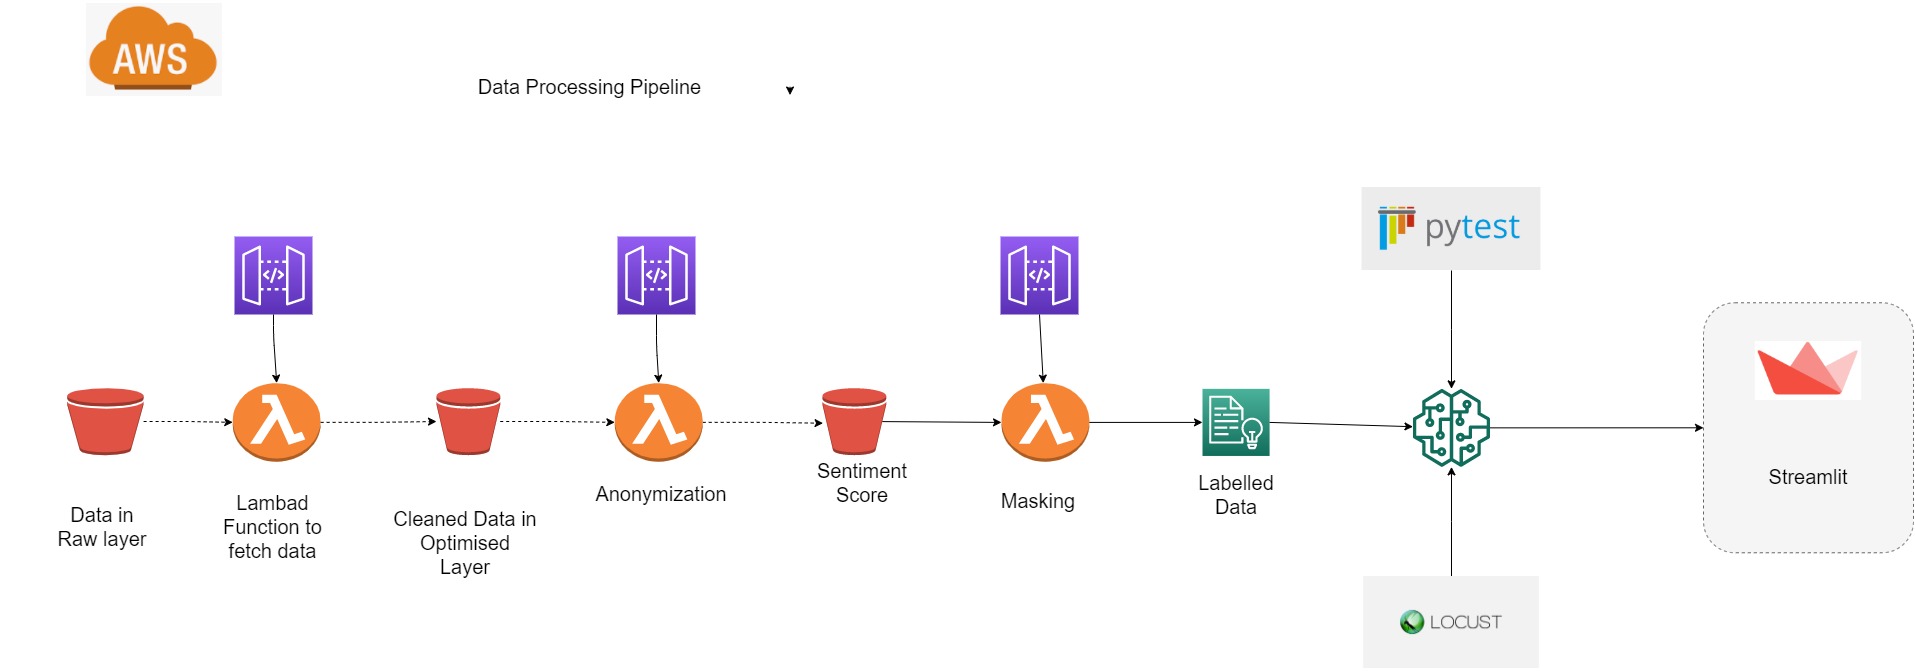 AWS
Data Processing Pipeline
</>
</>
</>
pytest
Data in
Raw layer
Lambad
Function to
fetch data
Cleaned Data in
Optimised
Layer
Anonymization
Sentiment
Score
Masking
Labelled
Data
Streamlit
LOCUST